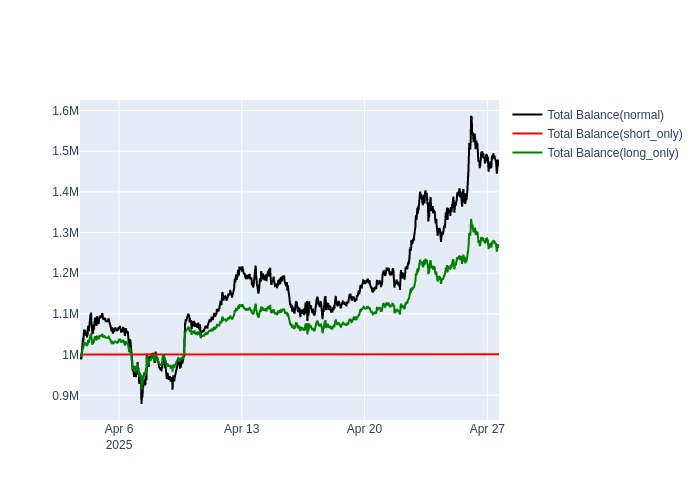 1.6M
1.5M
1.4M
1.3M
1.2M
1.1M
1M
0.9M
Apr 6
2025
Apr 13
Apr 20
Apr 27
Total Balance(normal)
Total Balance(short_only)
Total Balance(long_only)